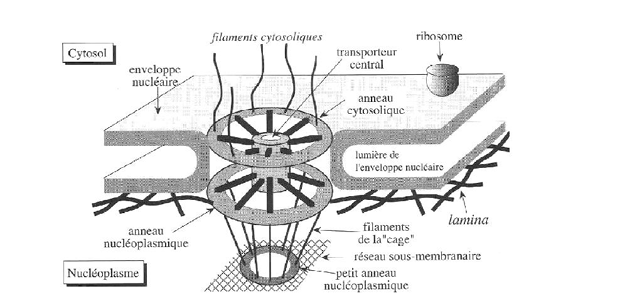 filaments cytosoliques
ribosome
Cytosol
transporteur
central
enveloppe
nucléaire
anneau
cytosolique
lumière de
l'enveloppe nucléaire
lamina
anneau
nucléoplasmique
filaments
de la "cage"
réseau sous-membranaire
Nucléoplasme
petit anneau
nucléoplasmique